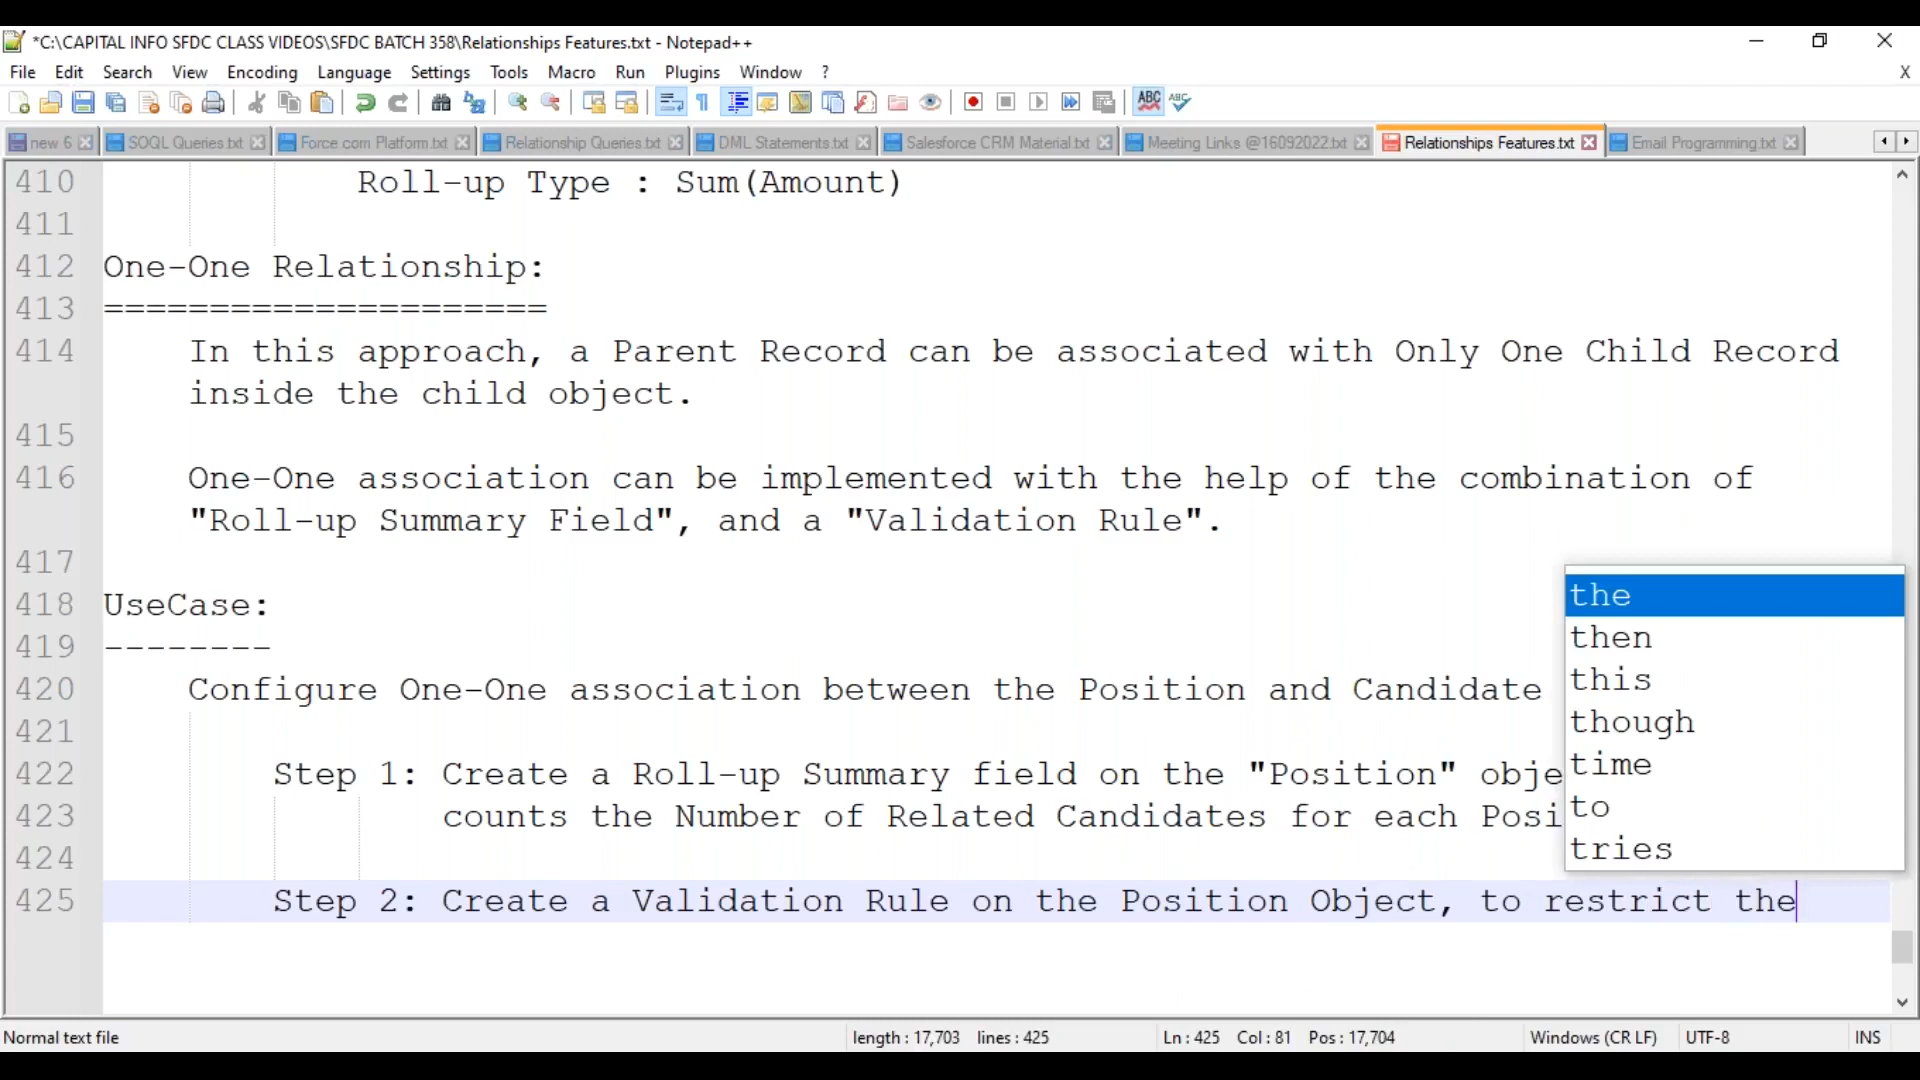 *C:\CAPITAL INFO SFDC CLASS VIDEOS\SFDC BATCH 358\Relationships Features.txt - Notepad++
File Edit Search View Encoding Language Settings Tools Macro Run Plugins Window ? X
new 6 SOQL Queries.txt Force com Platform.txt Relationship Queries.txt DML Statements.txt Salesforce CRM Material.txt Meeting Links @16092022.txt Relationships Features.txt Email Programming.txt
410 Roll-up Type : Sum(Amount)
411
412 One-One Relationship:
413 =====================
414 In this approach, a Parent Record can be associated with Only One Child Record
inside the child object.
415
416 One-One association can be implemented with the help of the combination of
"Roll-up Summary Field", and a "Validation Rule".
417
418 UseCase:
419 --------
420 Configure One-One association between the Position and Candidate
421
422 Step 1: Create a Roll-up Summary field on the "Position" obje
423 counts the Number of Related Candidates for each Posi
424
425 Step 2: Create a Validation Rule on the Position Object, to restrict the
the
then
this
though
time
to
tries
Normal text file length : 17,703 lines : 425 Ln : 425 Col : 81 Pos : 17,704 Windows (CR LF) UTF-8 INS